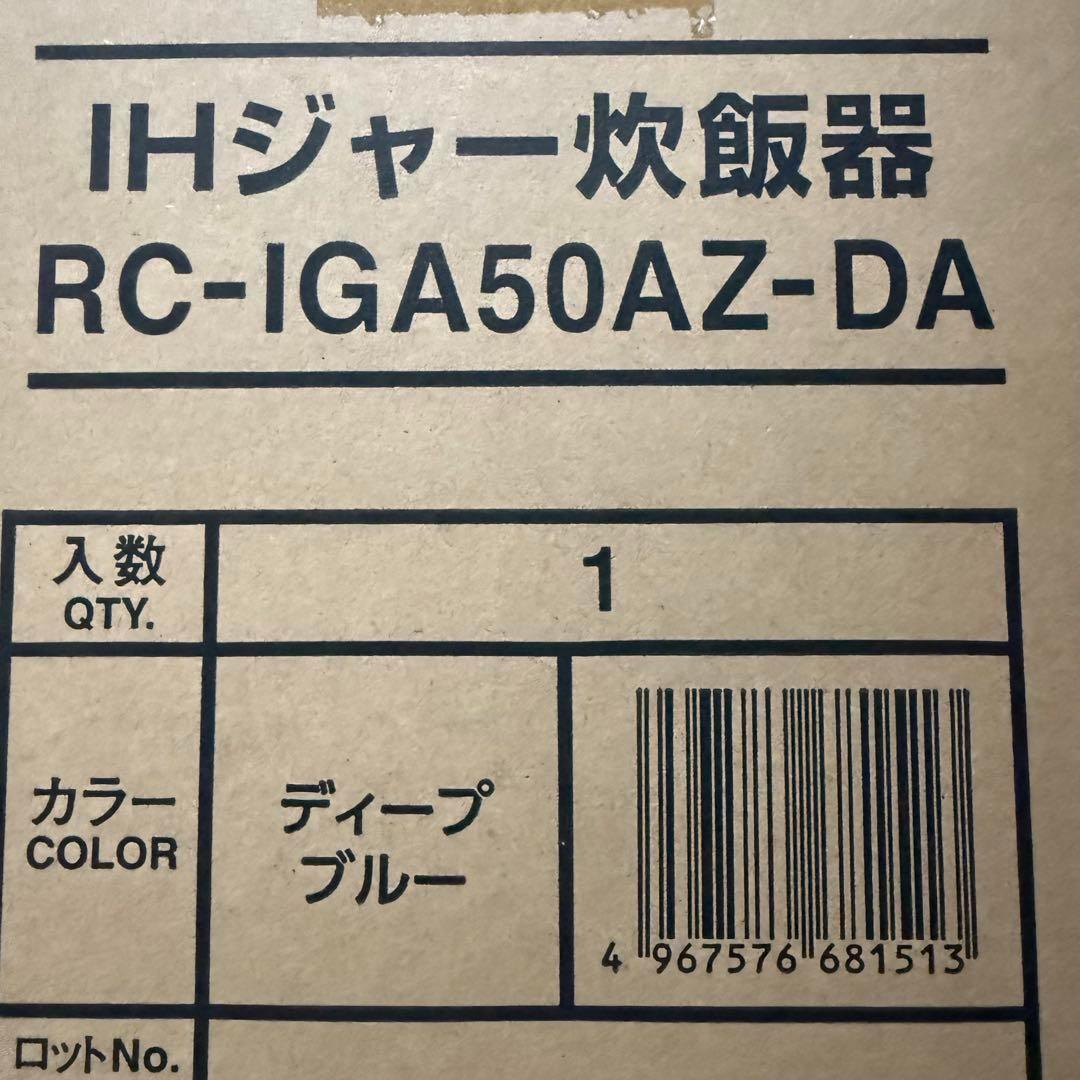 IHジャー炊飯器
RC-IGA50AZ-DA
入数
QTY.
1
カラー
COLOR
ディープ
ブルー
4 967576 681513
ロットNo.